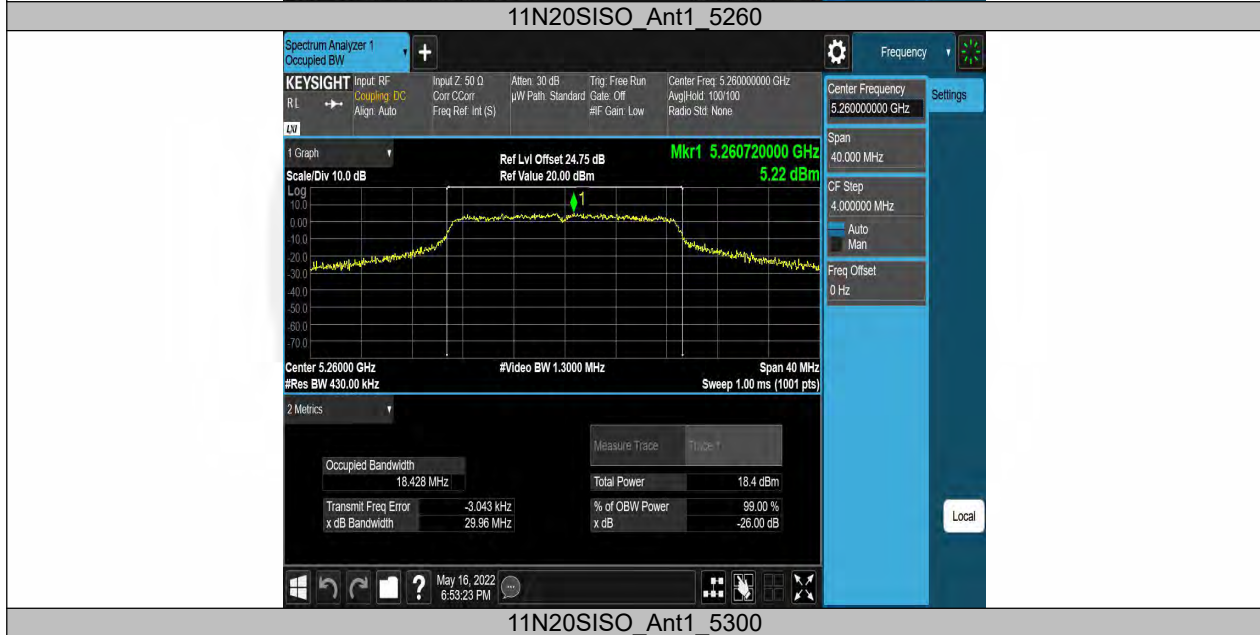 11N20SISO_Ant1_5260
Spectrum Analyzer 1
Occupied BW
+
Frequency
KEYSIGHT
RL
LXI
Input: RF
Coupling: DC
Align: Auto
Input Z: 50 Ω
Corr CCorr
Freq Ref: Int (S)
Atten: 30 dB
µW Path: Standard
Trig: Free Run
Gate: Off
#IF Gain: Low
Center Freq: 5.260000000 GHz
Avg|Hold: 100/100
Radio Std: None
Center Frequency
5.260000000 GHz
Settings
Span
40.000 MHz
CF Step
4.000000 MHz
Auto
Man
Freq Offset
0 Hz
Local
1 Graph
Scale/Div 10.0 dB
Ref Lvl Offset 24.75 dB
Ref Value 20.00 dBm
Mkr1 5.260720000 GHz
5.22 dBm
Log
10.0
0.00
-10.0
-20.0
-30.0
-40.0
-50.0
-60.0
-70.0
1
Center 5.26000 GHz
#Video BW 1.3000 MHz
Span 40 MHz
#Res BW 430.00 kHz
Sweep 1.00 ms (1001 pts)
2 Metrics
Measure Trace
Trace 1
Occupied Bandwidth
18.428 MHz
Total Power
18.4 dBm
Transmit Freq Error
-3.043 kHz
% of OBW Power
99.00 %
x dB Bandwidth
29.96 MHz
x dB
-26.00 dB
?
May 16, 2022
6:53:23 PM
11N20SISO_Ant1_5300